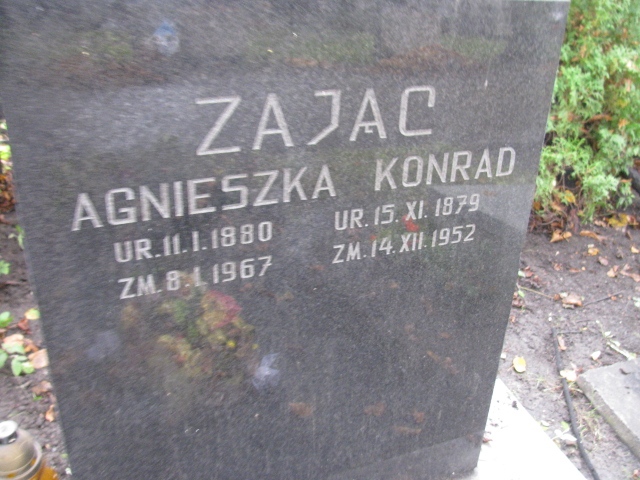 ZAJĄC
AGNIESZKA KONRAD
UR. 11. I. 1880 UR. 15. XI. 1879
ZM. 8. I. 1967 ZM. 14. XII. 1952